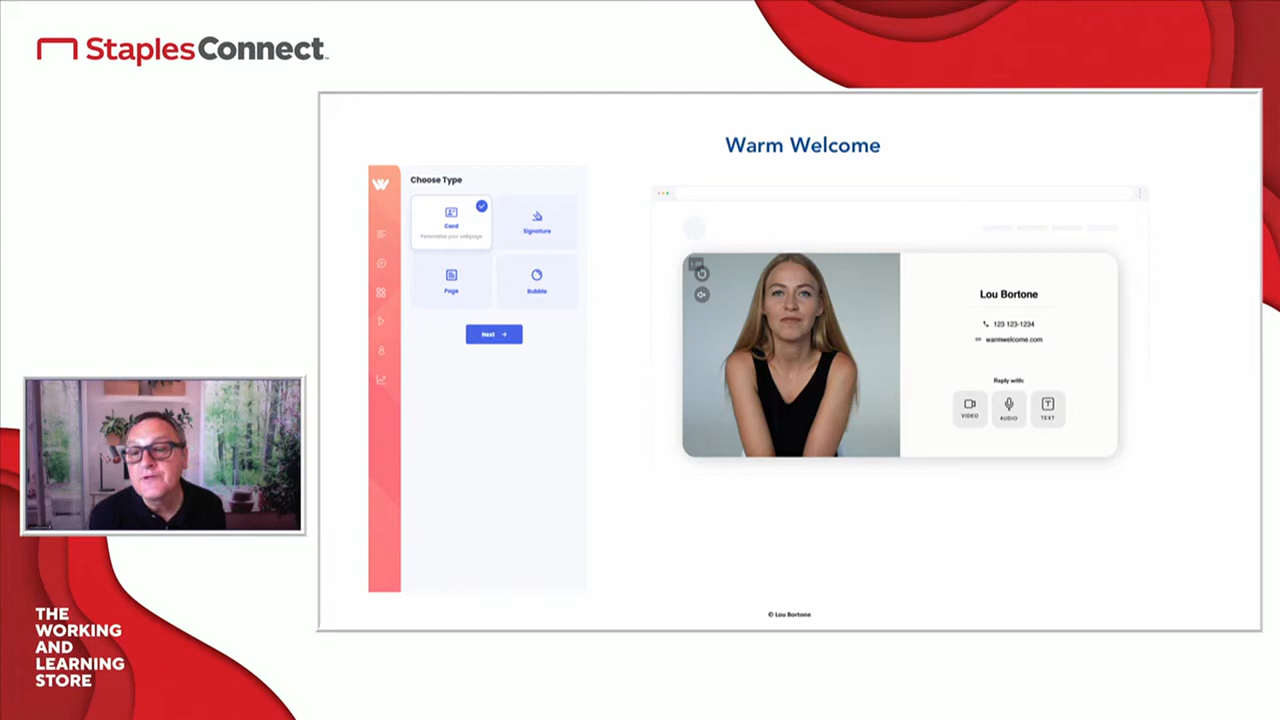 StaplesConnect™
Warm Welcome
Choose Type
Card
Personalize your webpage
Signature
Page
Bubble
Next →
Lou Bortone
123 123-1234
warmwelcome.com
Reply with:
VIDEO
AUDIO
TEXT
© Lou Bortone
THE
WORKING
AND
LEARNING
STORE